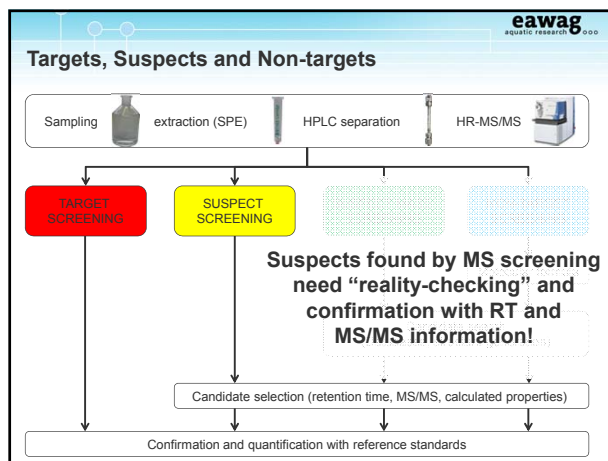 eawag
aquatic research
Targets, Suspects and Non-targets
Sampling extraction (SPE) HPLC separation HR-MS/MS
TARGET SCREENING
SUSPECT SCREENING
Suspects found by MS screening
need “reality-checking” and
confirmation with RT and
MS/MS information!
Candidate selection (retention time, MS/MS, calculated properties)
Confirmation and quantification with reference standards